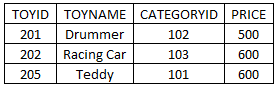 TOYID TOYNAME CATEGORYID PRICE
201 Drummer 102 500
202 Racing Car 103 600
205 Teddy 101 600